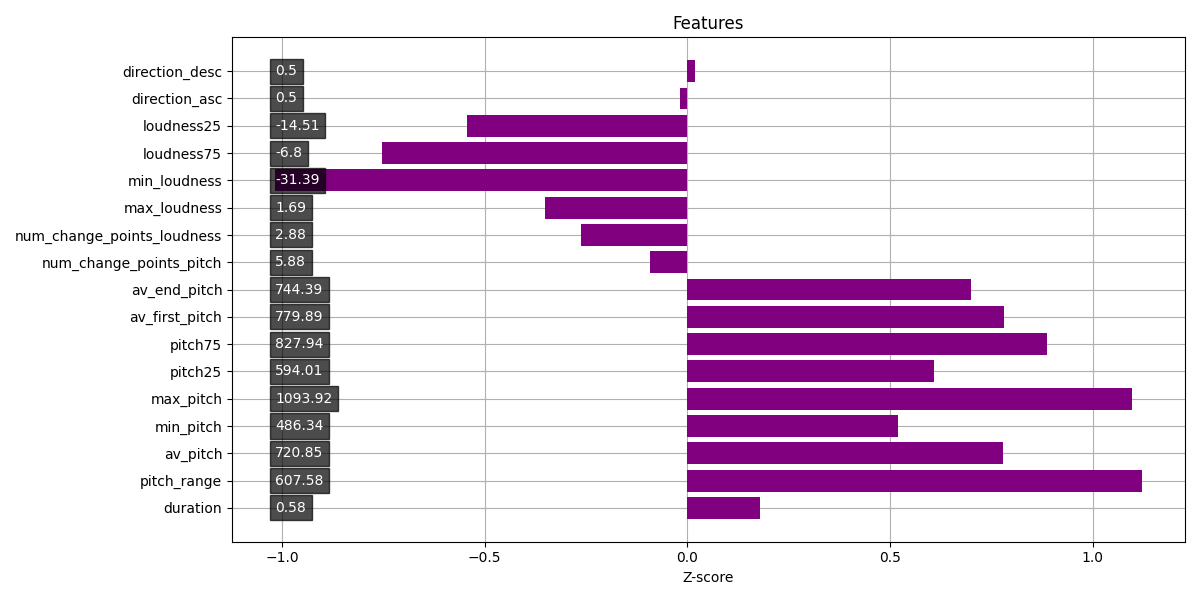 Features
direction_desc 0.5
direction_asc 0.5
loudness25 -14.51
loudness75 -6.8
min_loudness -31.39
max_loudness 1.69
num_change_points_loudness 2.88
num_change_points_pitch 5.88
av_end_pitch 744.39
av_first_pitch 779.89
pitch75 827.94
pitch25 594.01
max_pitch 1093.92
min_pitch 486.34
av_pitch 720.85
pitch_range 607.58
duration 0.58
−1.0 −0.5 0.0 0.5 1.0
Z-score